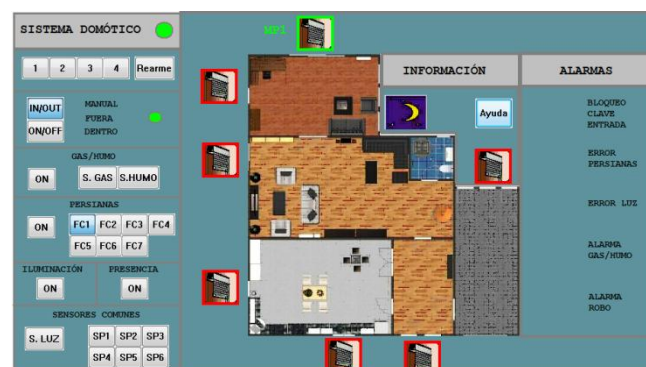 SISTEMA DOMÓTICO
1 2 3 4 Rearme
IN/OUT
ON/OFF
MANUAL
FUERA
DENTRO
GAS/HUMO
ON S. GAS S.HUMO
PERSIANAS
ON FC1 FC2 FC3 FC4
FC5 FC6 FC7
ILUMINACIÓN PRESENCIA
ON ON
SENSORES COMUNES
S. LUZ SP1 SP2 SP3
SP4 SP5 SP6
MP1
INFORMACIÓN
Ayuda
ALARMAS
BLOQUEO
CLAVE
ENTRADA
ERROR
PERSIANAS
ERROR LUZ
ALARMA
GAS/HUMO
ALARMA
ROBO